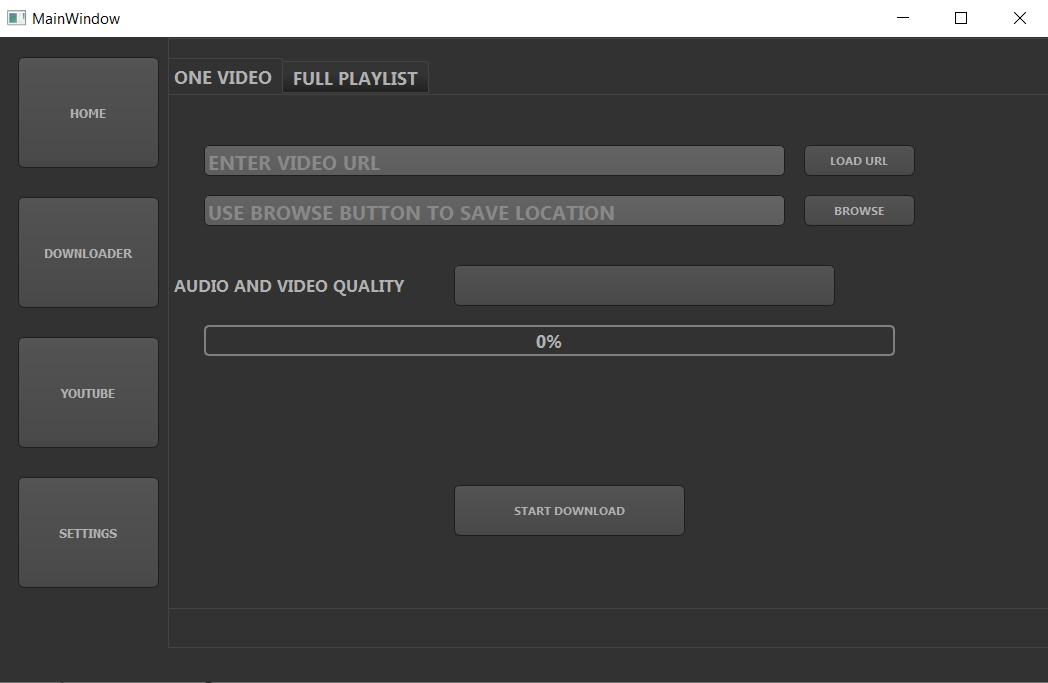 MainWindow
HOME
DOWNLOADER
YOUTUBE
SETTINGS
ONE VIDEO
FULL PLAYLIST
ENTER VIDEO URL
LOAD URL
USE BROWSE BUTTON TO SAVE LOCATION
BROWSE
AUDIO AND VIDEO QUALITY
0%
START DOWNLOAD